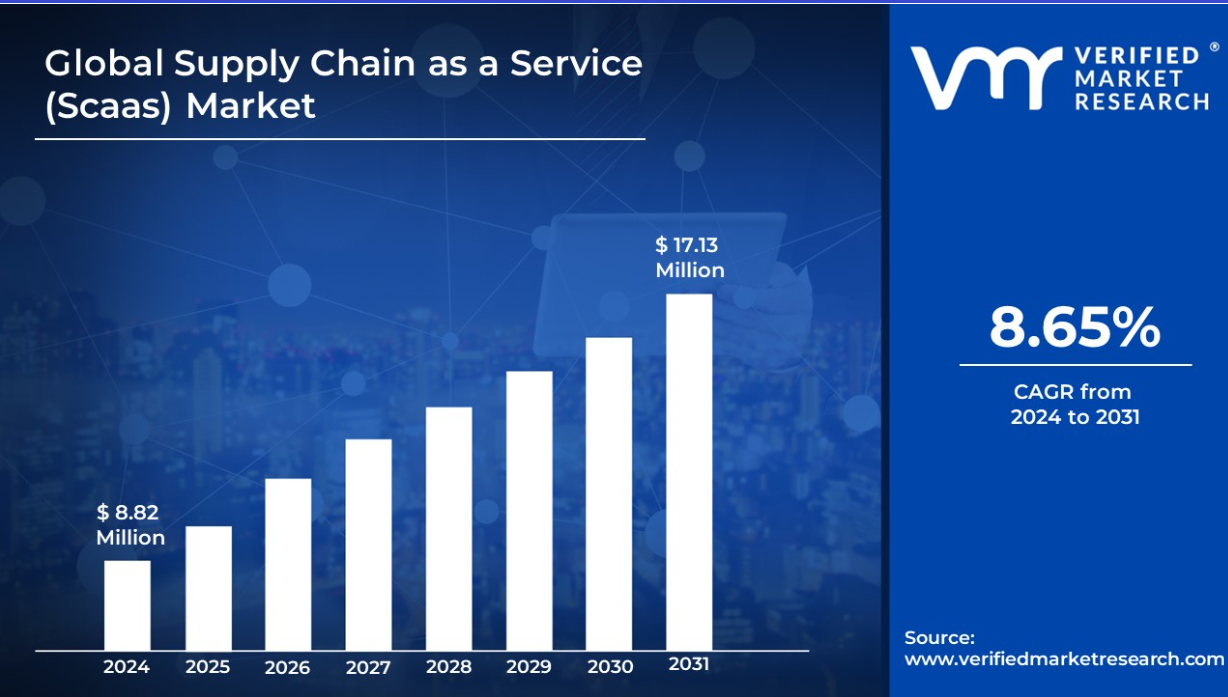 Global Supply Chain as a Service
(Scaas) Market
VERIFIED ®
MARKET
RESEARCH
$ 17.13
Million
8.65%
CAGR from
2024 to 2031
$ 8.82
Million
2024 2025 2026 2027 2028 2029 2030 2031
Source:
www.verifiedmarketresearch.com